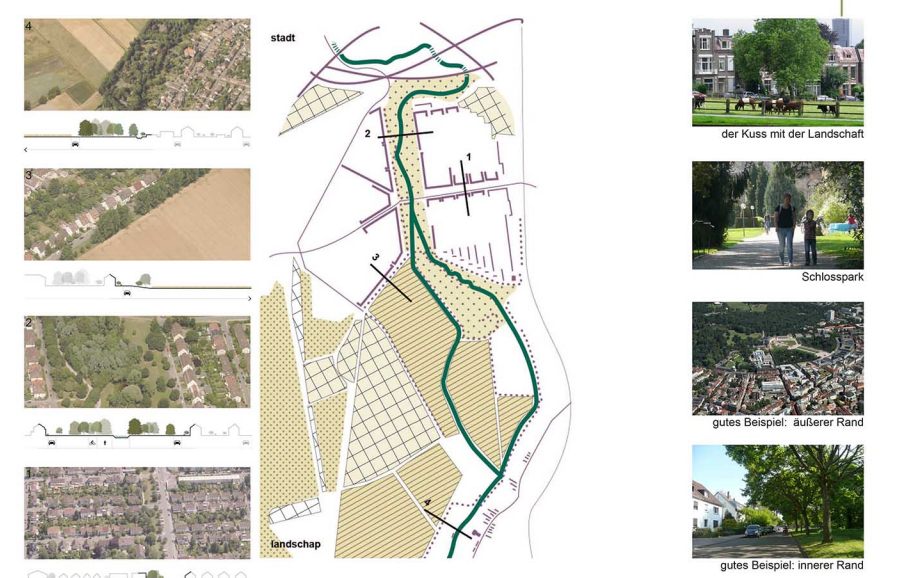 4
3
2
1
stadt
2
1
3
4
landschap
der Kuss mit der Landschaft
Schlosspark
gutes Beispiel: äußerer Rand
gutes Beispiel: innerer Rand